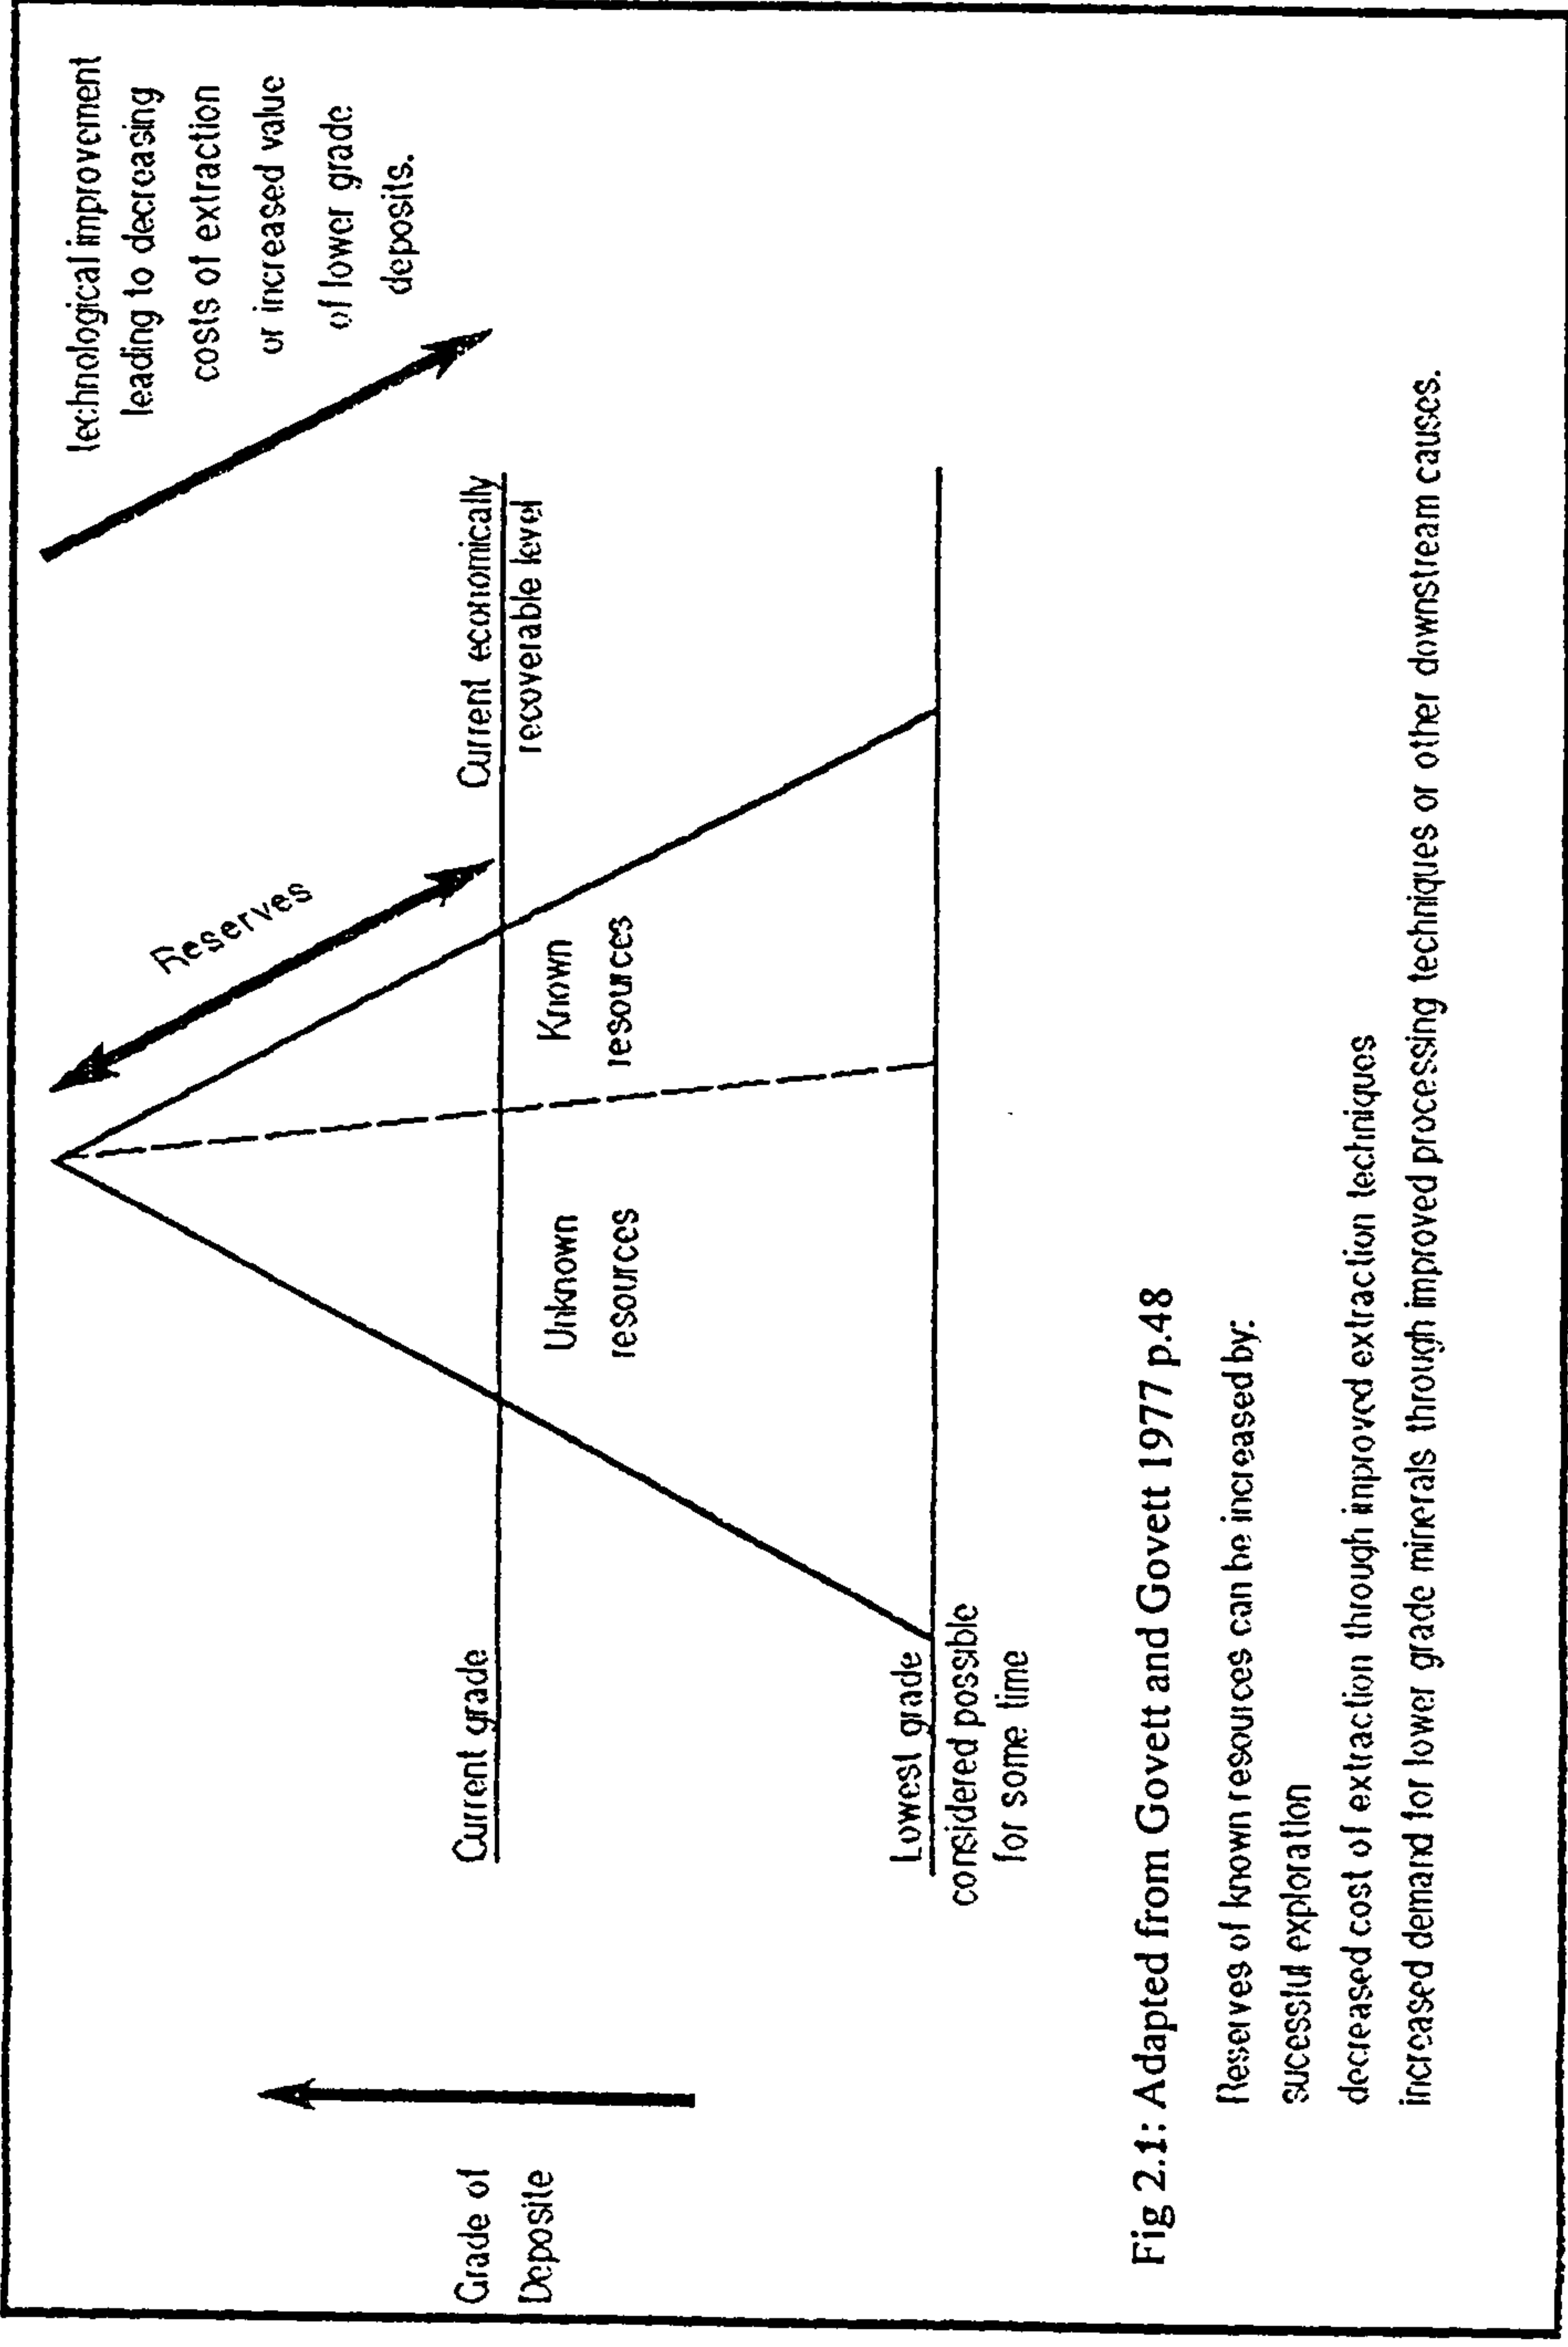 technological improvement
leading to decreasing
costs of extraction
or increased value
of lower grade
deposits.
Reserves
Current grade
Current economically
recoverable level
Grade of
Deposite
Unknown
resources
Known
resources
Lowest grade
considered possible
for some time
Fig 2.1: Adapted from Govett and Govett 1977 p.48
Reserves of known resources can be increased by:
sucessful exploration
decreased cost of extraction through improved extraction techniques
increased demand for lower grade minerals through improved processing techniques or other downstream causes.